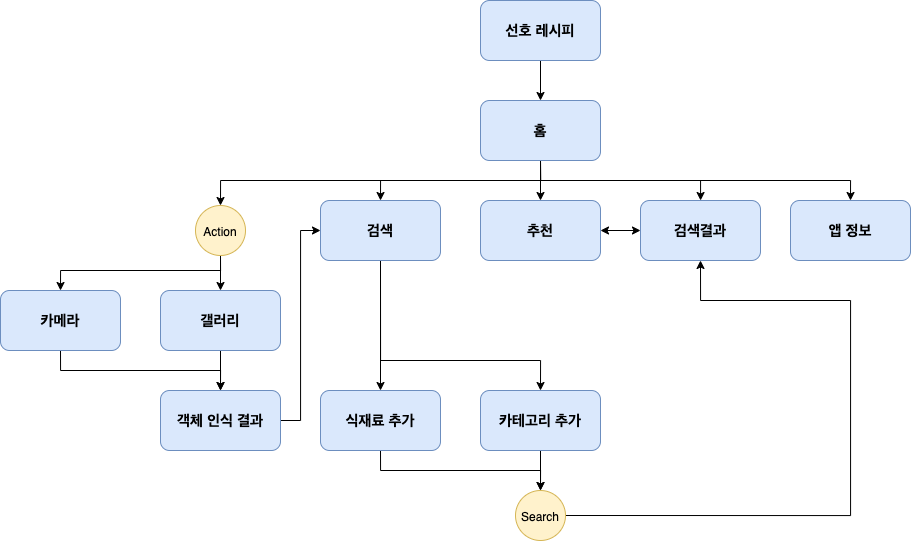 선호 레시피
홈
Action
검색
추천
검색결과
앱 정보
카메라
갤러리
객체 인식 결과
식재료 추가
카테고리 추가
Search